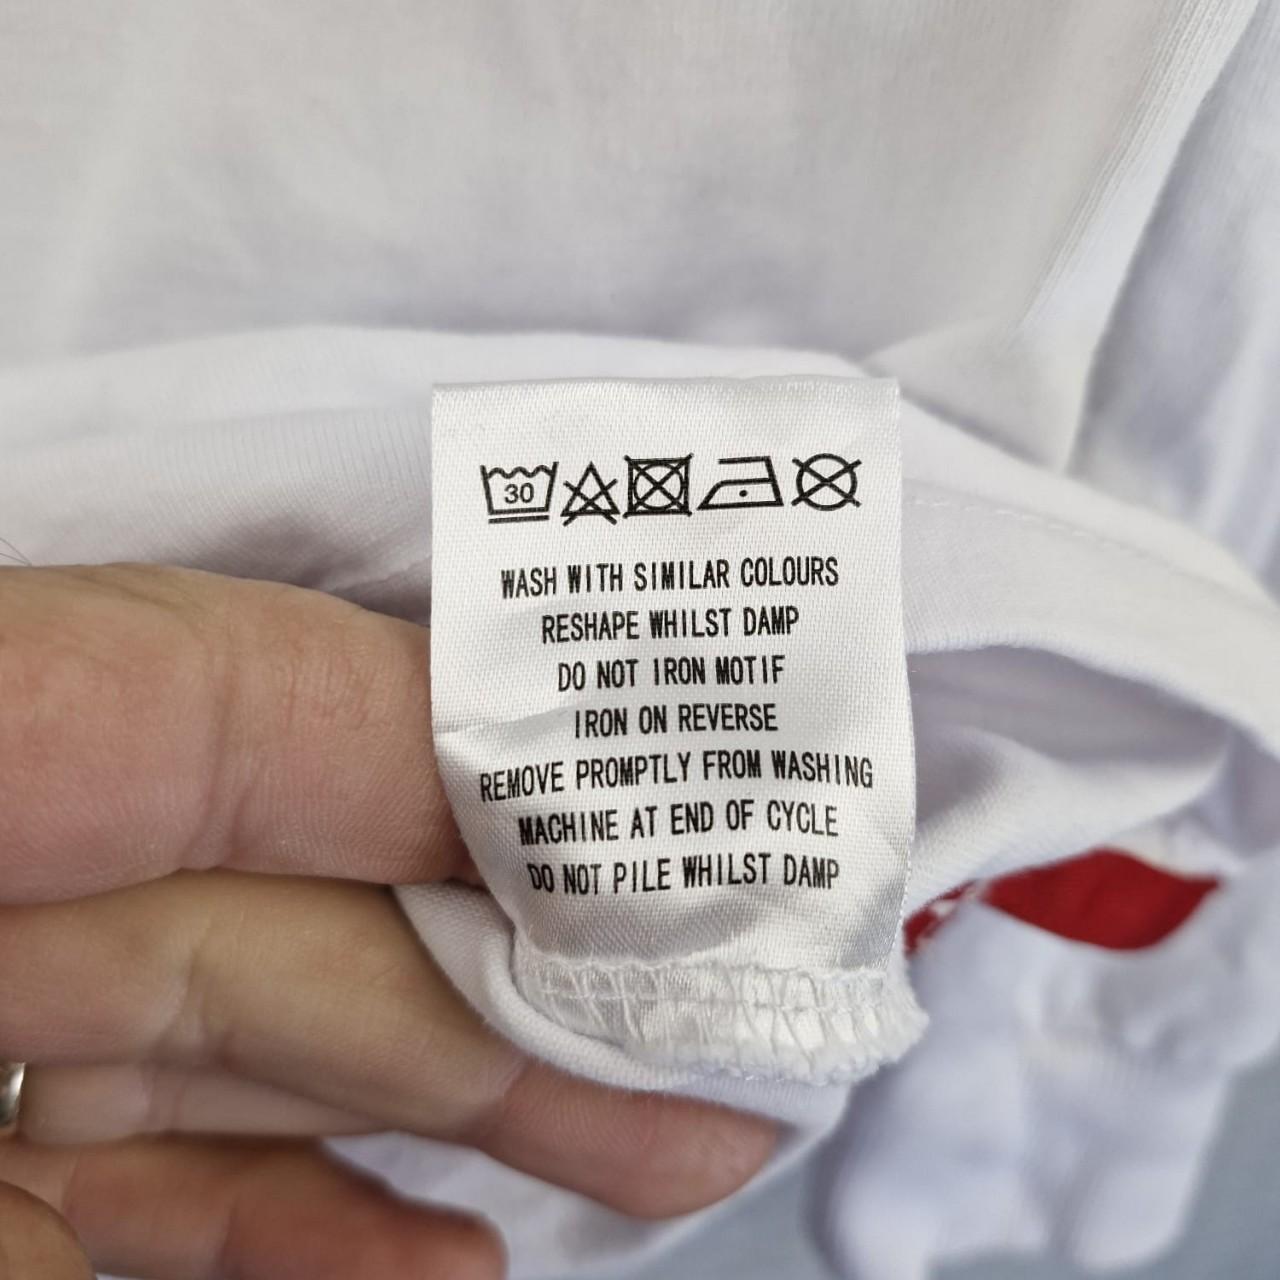 30
WASH WITH SIMILAR COLOURS
RESHAPE WHILST DAMP
DO NOT IRON MOTIF
IRON ON REVERSE
REMOVE PROMPTLY FROM WASHING
MACHINE AT END OF CYCLE
DO NOT PILE WHILST DAMP